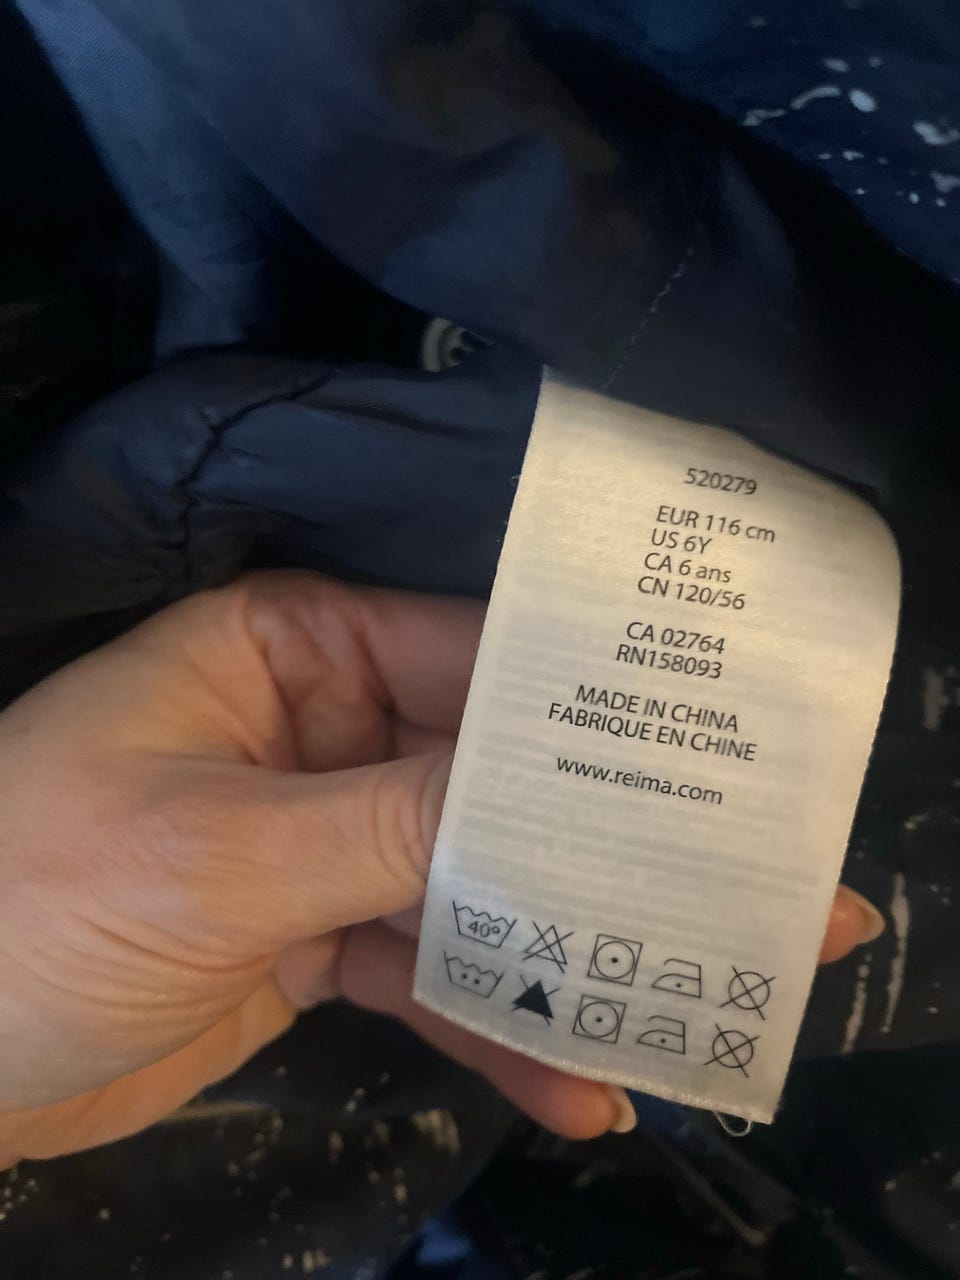 520279
EUR 116 cm
US 6Y
CA 6 ans
CN 120/56
CA 02764
RN158093
MADE IN CHINA
FABRIQUE EN CHINE
www.reima.com
40°